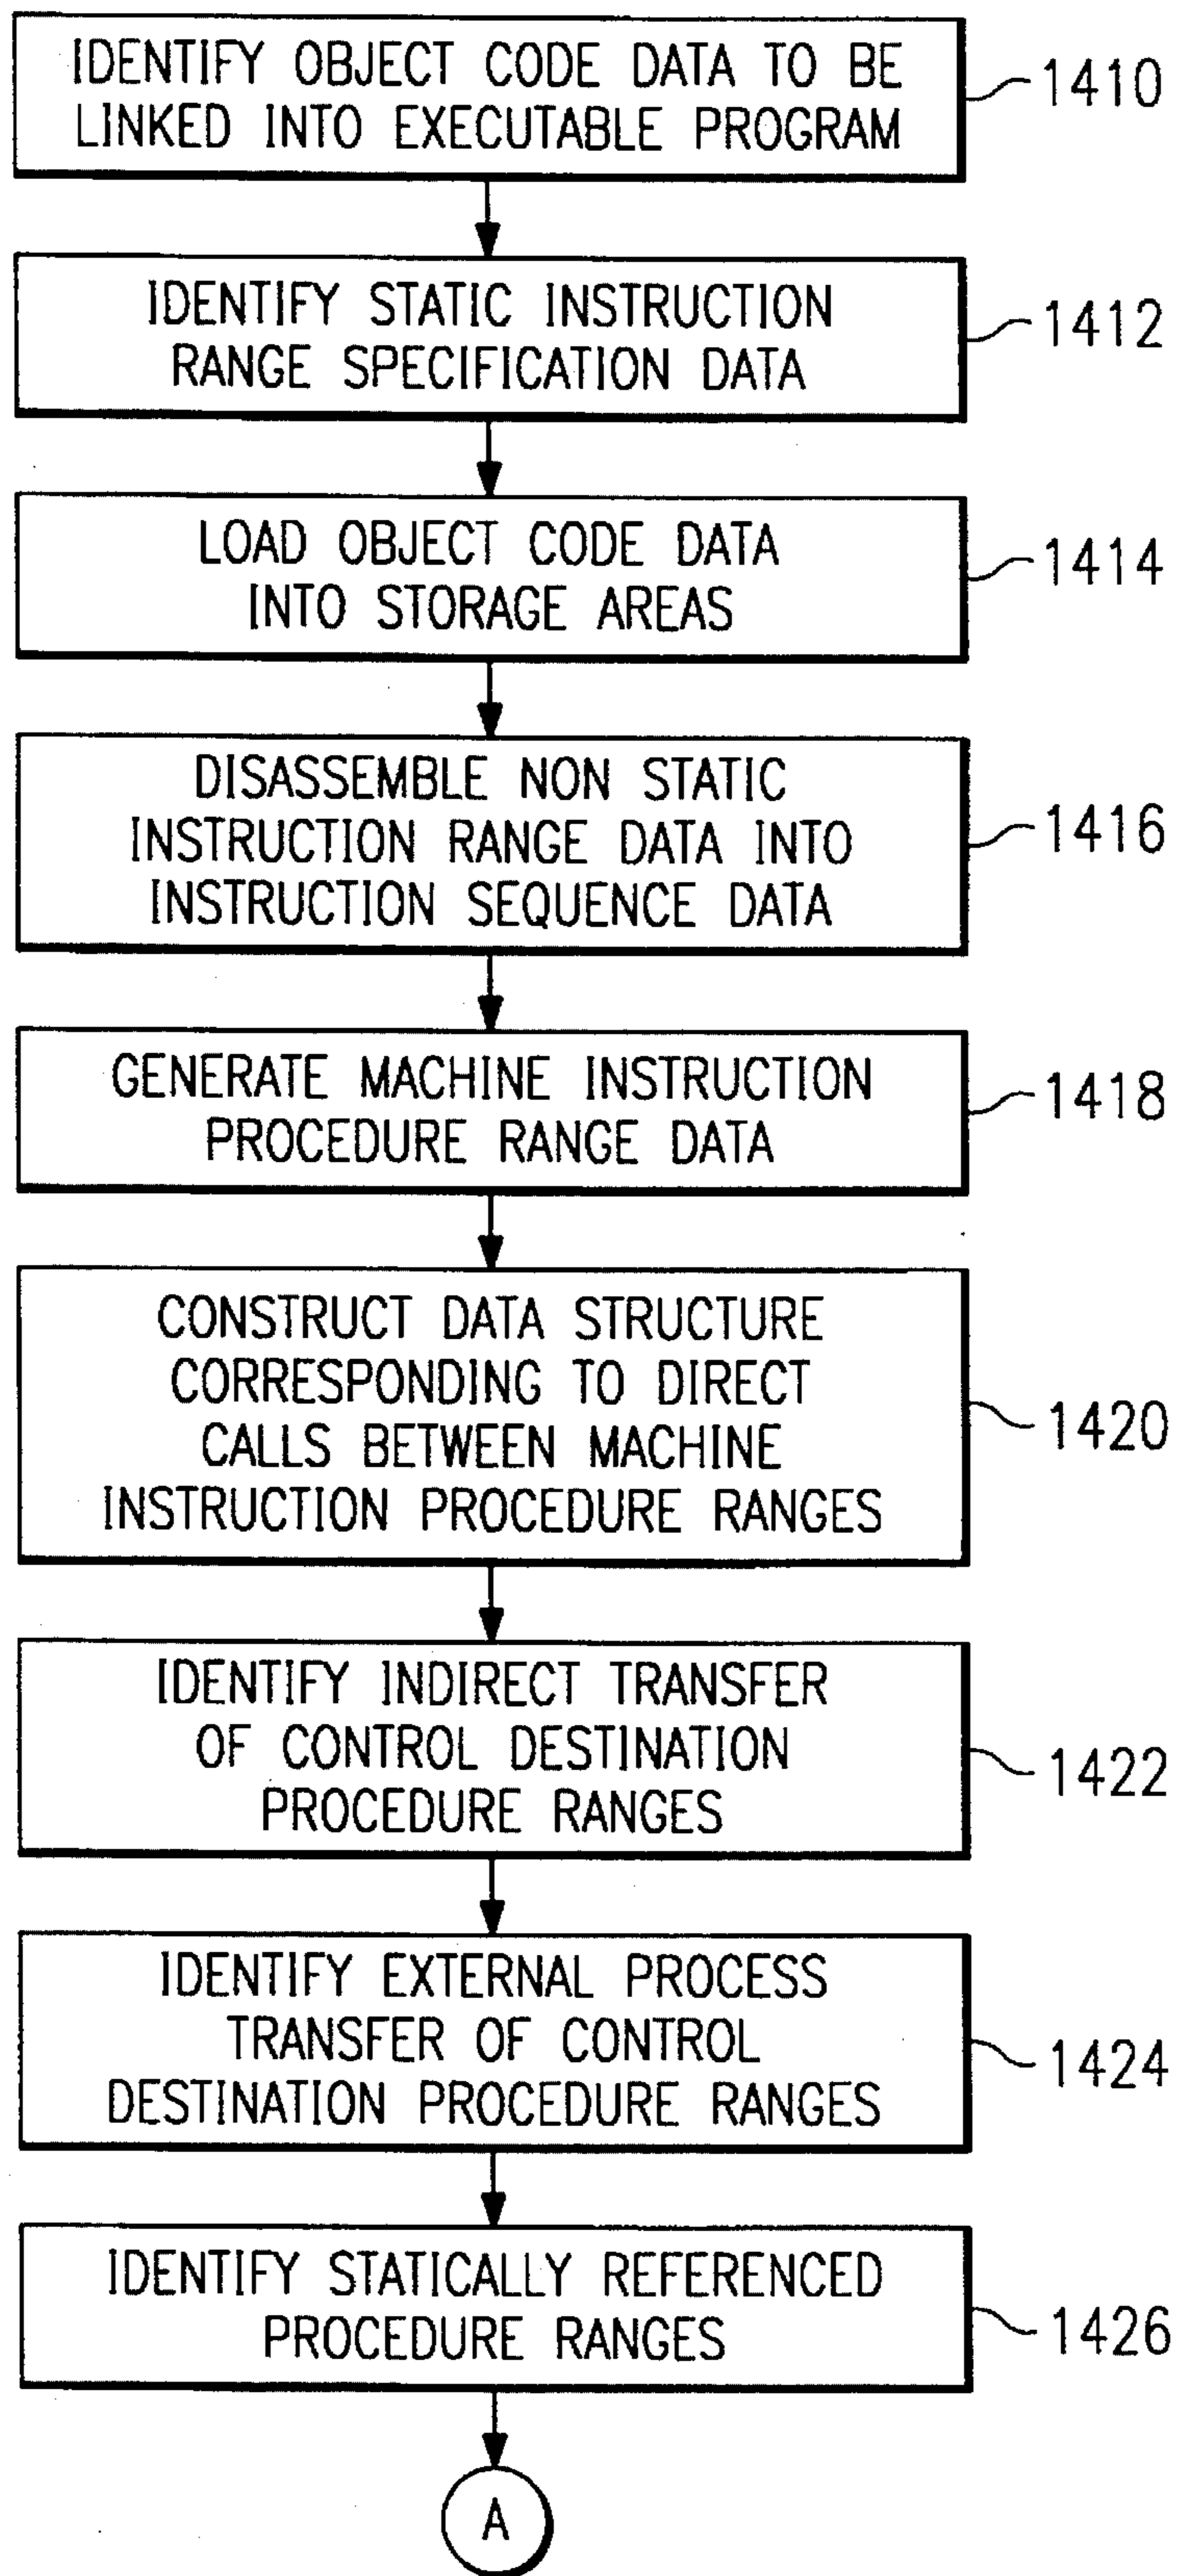 IDENTIFY OBJECT CODE DATA TO BE
LINKED INTO EXECUTABLE PROGRAM
1410
IDENTIFY STATIC INSTRUCTION
RANGE SPECIFICATION DATA
1412
LOAD OBJECT CODE DATA
INTO STORAGE AREAS
1414
DISASSEMBLE NON STATIC
INSTRUCTION RANGE DATA INTO
INSTRUCTION SEQUENCE DATA
1416
GENERATE MACHINE INSTRUCTION
PROCEDURE RANGE DATA
1418
CONSTRUCT DATA STRUCTURE
CORRESPONDING TO DIRECT
CALLS BETWEEN MACHINE
INSTRUCTION PROCEDURE RANGES
1420
IDENTIFY INDIRECT TRANSFER
OF CONTROL DESTINATION
PROCEDURE RANGES
1422
IDENTIFY EXTERNAL PROCESS
TRANSFER OF CONTROL
DESTINATION PROCEDURE RANGES
1424
IDENTIFY STATICALLY REFERENCED
PROCEDURE RANGES
1426
A